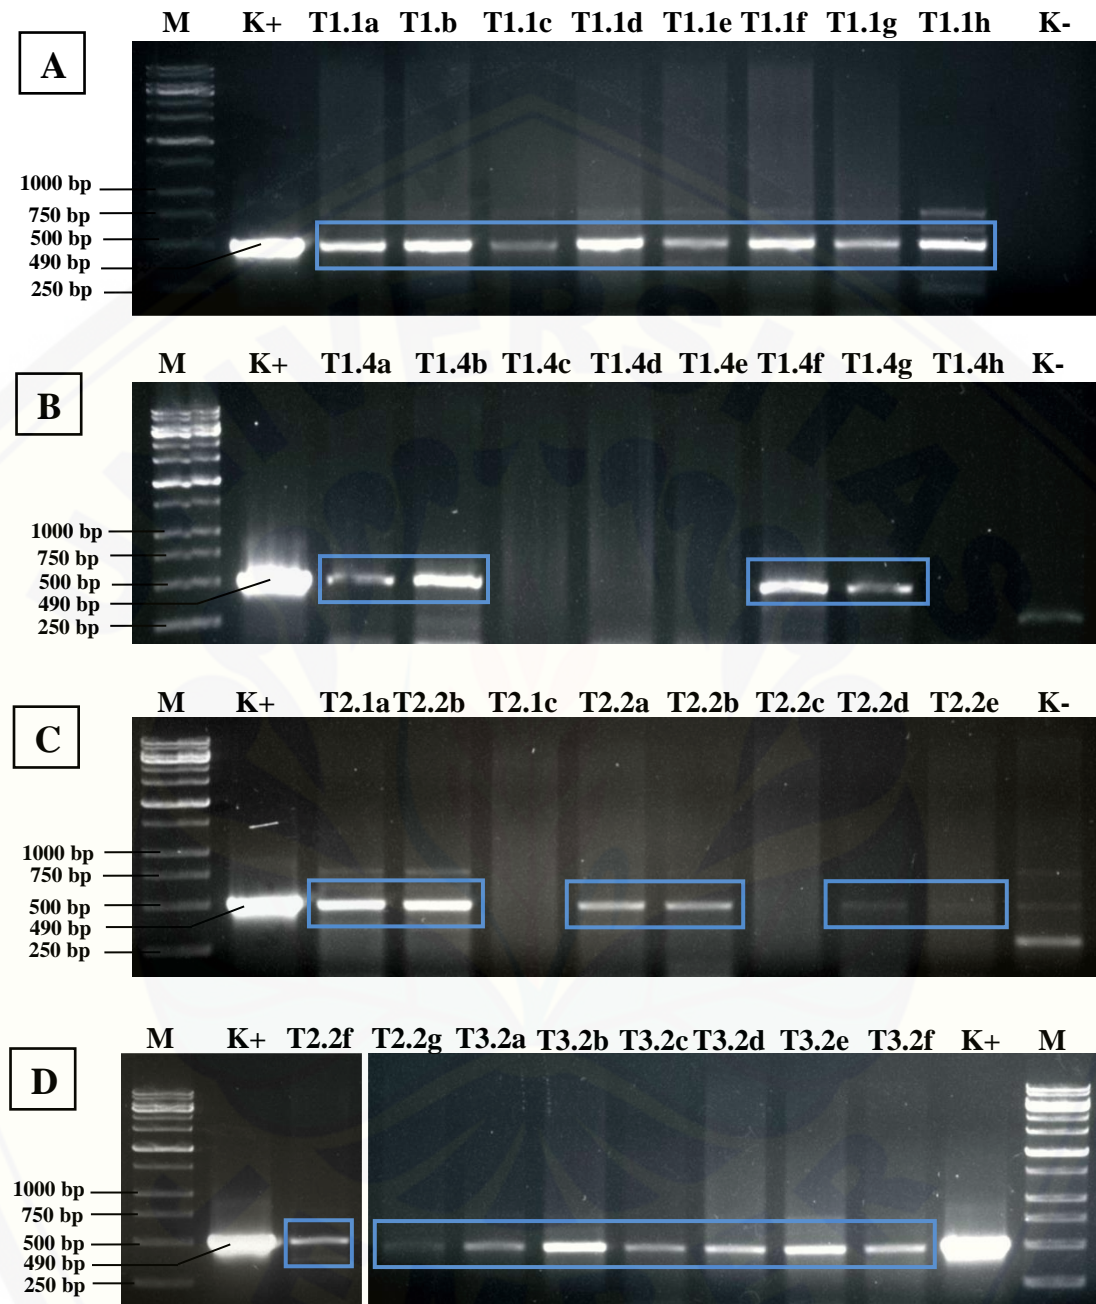 M K+ T1.1a T1.b T1.1c T1.1d T1.1e T1.1f T1.1g T1.1h K-
A
1000 bp
750 bp
500 bp
490 bp
250 bp
M K+ T1.4a T1.4b T1.4c T1.4d T1.4e T1.4f T1.4g T1.4h K-
B
1000 bp
750 bp
500 bp
490 bp
250 bp
M K+ T2.1a T2.2b T2.1c T2.2a T2.2b T2.2c T2.2d T2.2e K-
C
1000 bp
750 bp
500 bp
490 bp
250 bp
M K+ T2.2f T2.2g T3.2a T3.2b T3.2c T3.2d T3.2e T3.2f K+ M
D
1000 bp
750 bp
500 bp
490 bp
250 bp
UNIVERSITAS